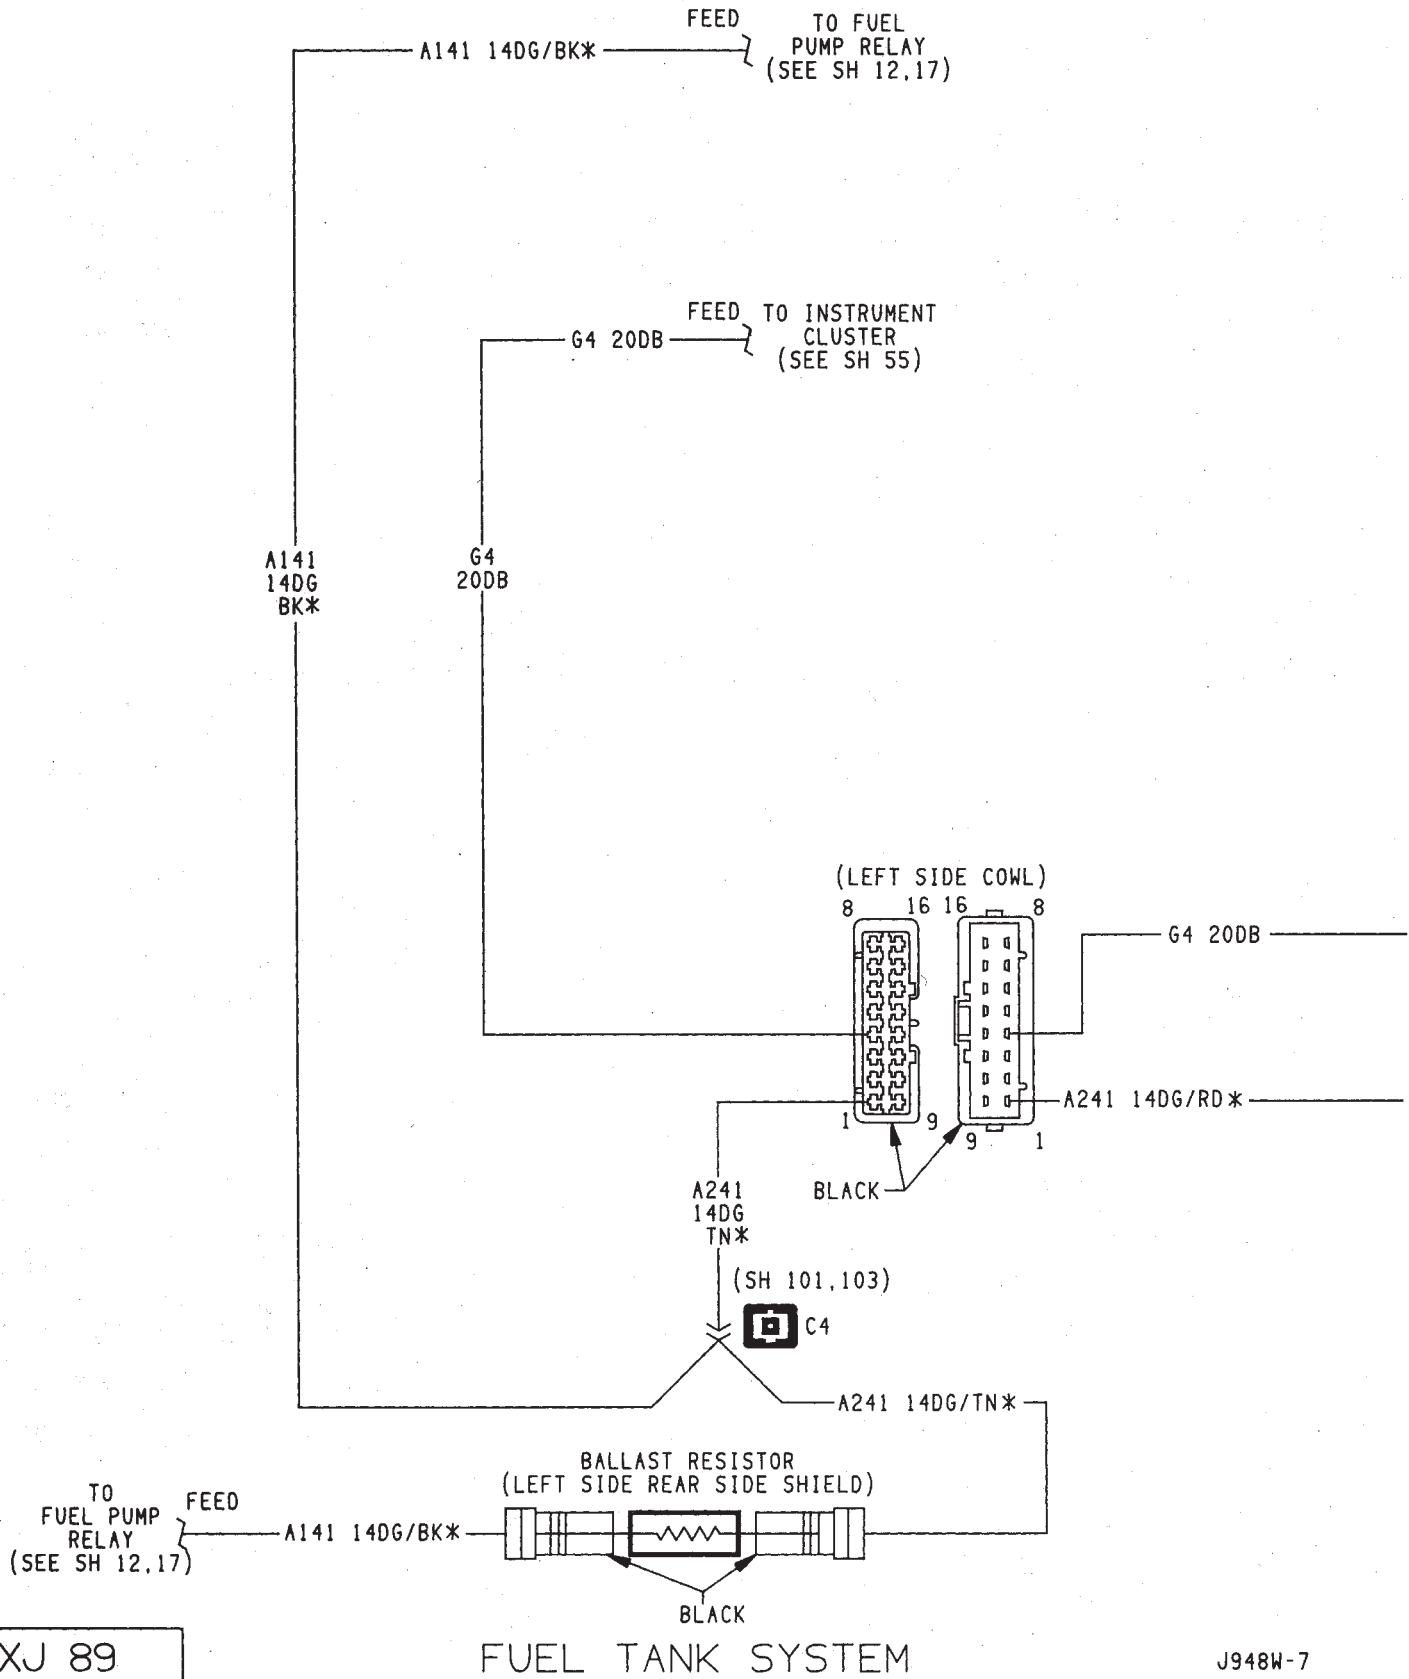 FEED
TO FUEL
PUMP RELAY
(SEE SH 12,17)
A141 14DG/BK*
FEED
TO INSTRUMENT
CLUSTER
(SEE SH 55)
G4 20DB
A141
14DG
BK*
G4
20DB
(LEFT SIDE COWL)
8 16 16 8
G4 20DB
A241 14DG/RD*
1 9 9 1
BLACK
A241
14DG
TN*
(SH 101,103)
C4
A241 14DG/TN*
BALLAST RESISTOR
(LEFT SIDE REAR SIDE SHIELD)
TO
FUEL PUMP
RELAY
(SEE SH 12,17)
FEED
A141 14DG/BK*
BLACK
XJ 89
FUEL TANK SYSTEM
J948W-7